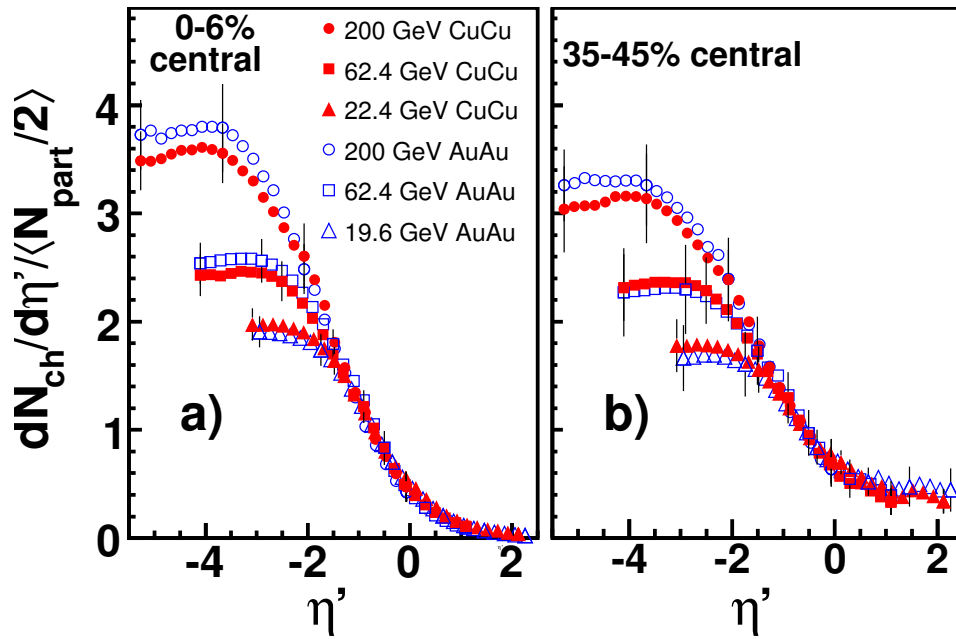 0-6%
central
200 GeV CuCu
62.4 GeV CuCu
22.4 GeV CuCu
200 GeV AuAu
62.4 GeV AuAu
19.6 GeV AuAu
35-45% central
dN_ch/dη'/⟨N_part/2⟩
4
3
2
1
0
a)
b)
-4 -2 0 2
-4 -2 0 2
η'
η'